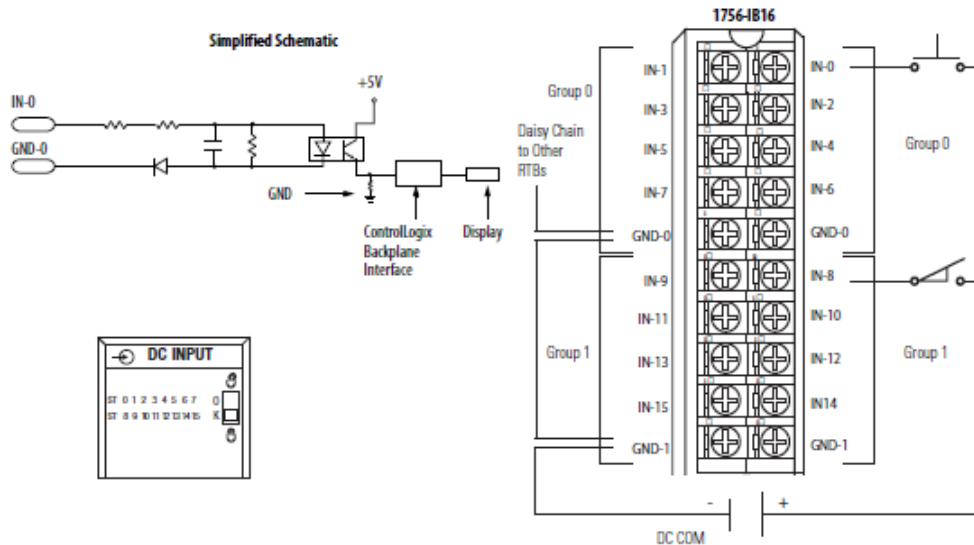 1756-IB16
Simplified Schematic
+5V
IN-0
GND-0
GND
ControlLogix
Backplane
Interface
Display
DC INPUT
ST 0 1 2 3 4 5 6 7 O
ST 8 9 10 11 12 13 14 15 K
Group 0
Daisy Chain
to Other
RTBs
Group 1
IN-1
IN-3
IN-5
IN-7
GND-0
IN-9
IN-11
IN-13
IN-15
GND-1
IN-0
IN-2
IN-4
IN-6
GND-0
IN-8
IN-10
IN-12
IN14
GND-1
Group 0
Group 1
- +
DC COM